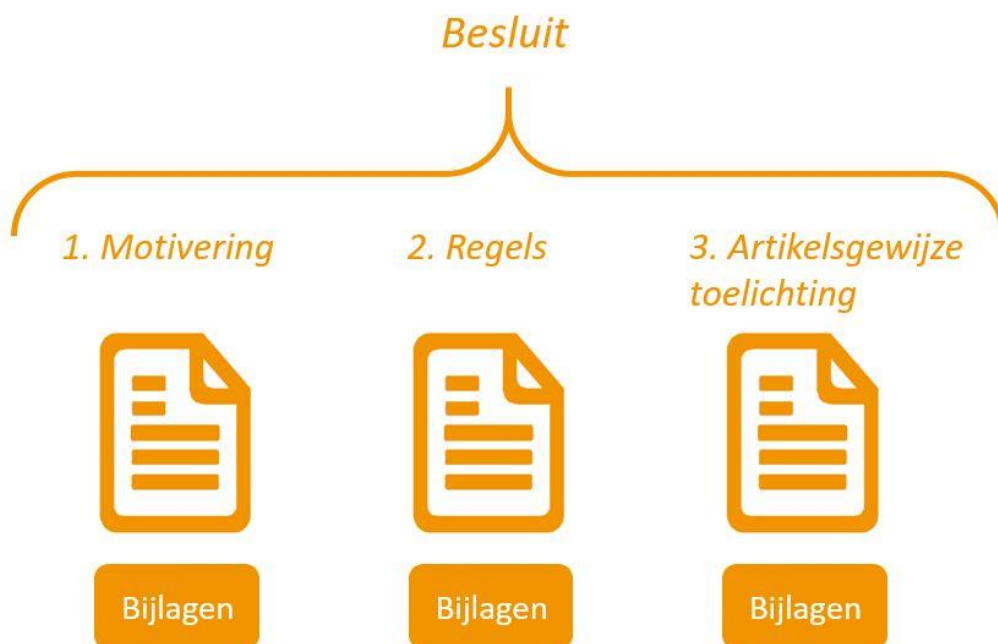 Besluit
1. Motivering
2. Regels
3. Artikelsgewijze
toelichting
Bijlagen
Bijlagen
Bijlagen